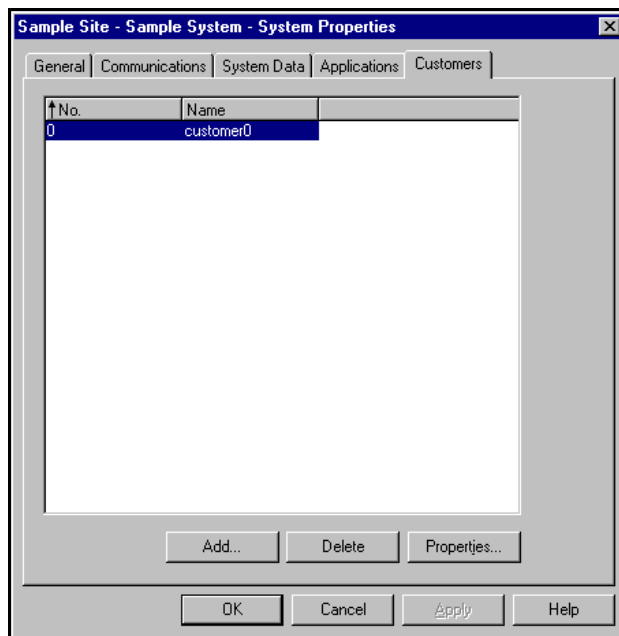 Sample Site - Sample System - System Properties
General Communications System Data Applications Customers
No. Name
0 customer0
Add... Delete Properties...
OK Cancel Apply Help